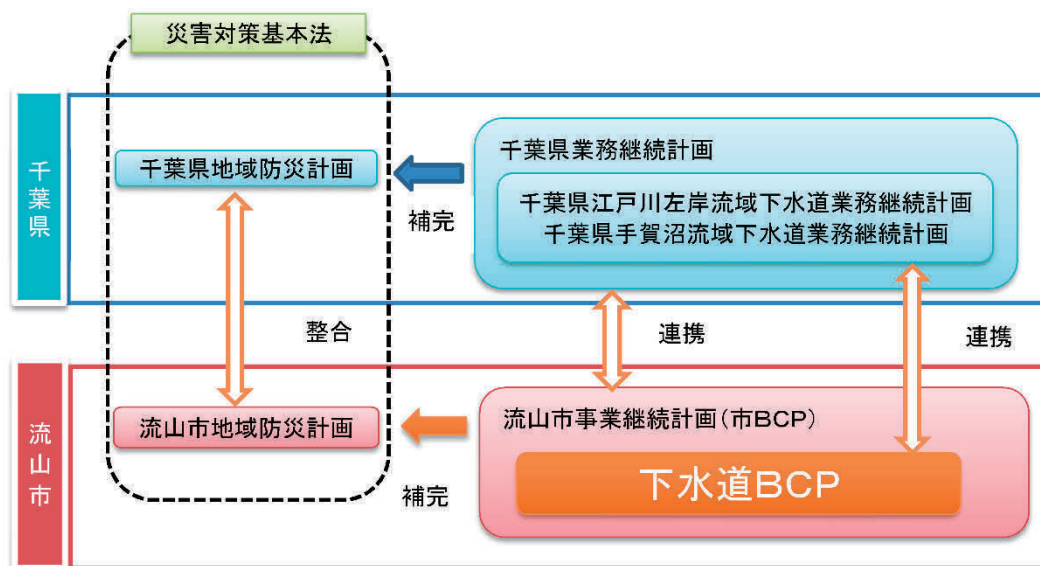 災害対策基本法
千葉県
千葉県地域防災計画
補完
千葉県業務継続計画
千葉県江戸川左岸流域下水道業務継続計画
千葉県手賀沼流域下水道業務継続計画
整合
連携
連携
流山市
流山市地域防災計画
補完
流山市事業継続計画(市BCP)
下水道BCP